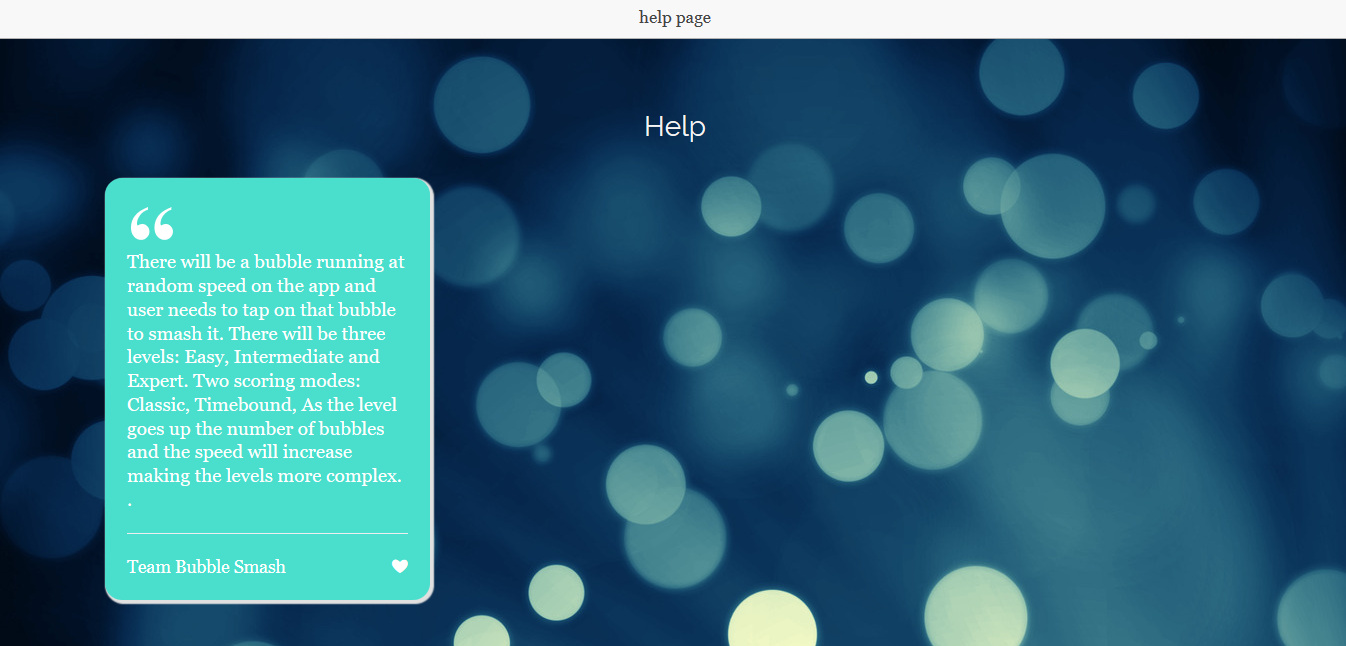 help page
Help
“
There will be a bubble running at
random speed on the app and
user needs to tap on that bubble
to smash it. There will be three
levels: Easy, Intermediate and
Expert. Two scoring modes:
Classic, Timebound, As the level
goes up the number of bubbles
and the speed will increase
making the levels more complex.
.
Team Bubble Smash